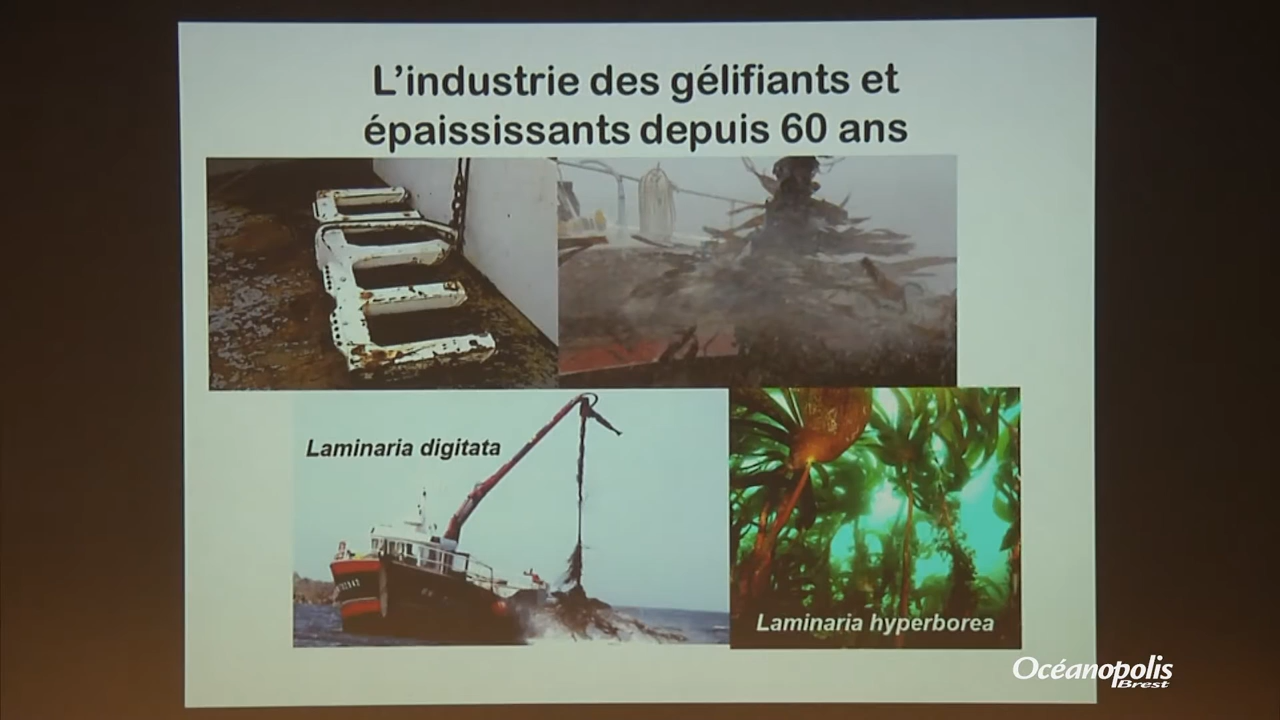 L’industrie des gélifiants et
épaississants depuis 60 ans
Laminaria digitata
Laminaria hyperborea
Océanopolis
Brest